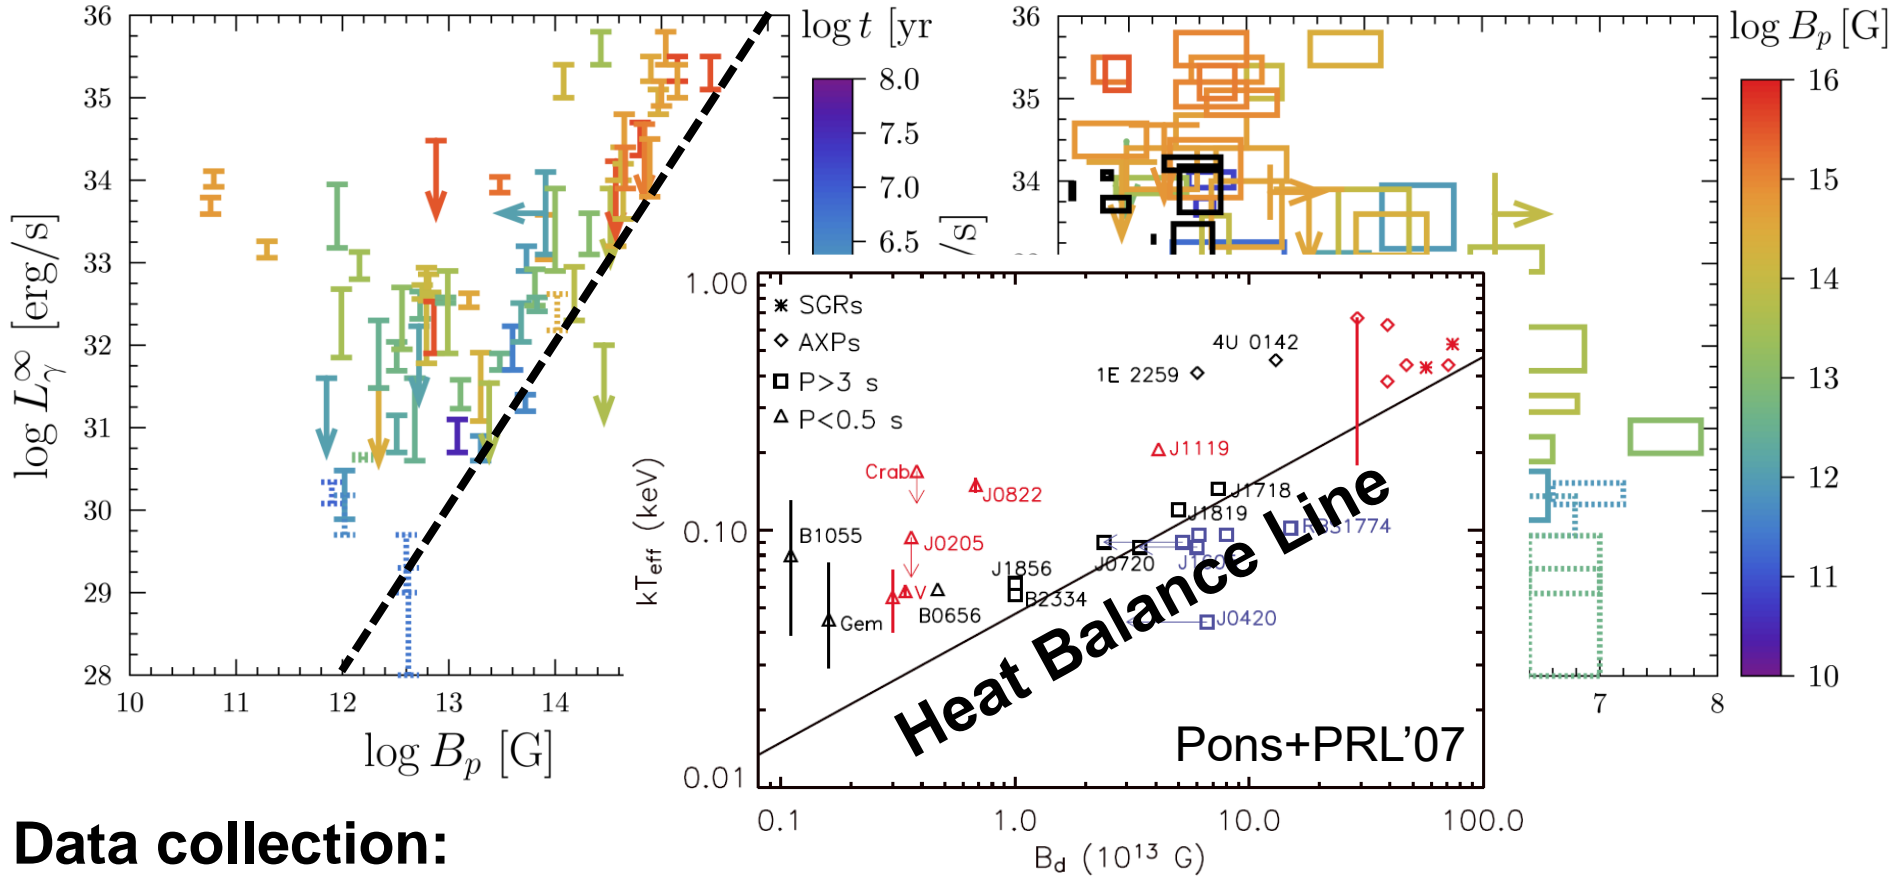 36
35
34
33
32
31
30
29
28
10
11
12
13
14
log L_γ^∞ [erg/s]
log B_p [G]
log t [yr
8.0
7.5
7.0
6.5
/s]
36
35
34
7
8
log B_p [G]
16
15
14
13
12
11
10
1.00
0.10
0.01
kT_eff (keV)
SGRs
AXPs
P>3 s
P<0.5 s
4U 0142
1E 2259
J1119
Crab
J0822
J1718
J1819
RBS1774
B1055
J0205
J0720
J1856
B2334
V
B0656
Gem
J0420
Heat Balance Line
Pons+PRL'07
0.1
1.0
10.0
100.0
B_d (10^13 G)
Data collection: